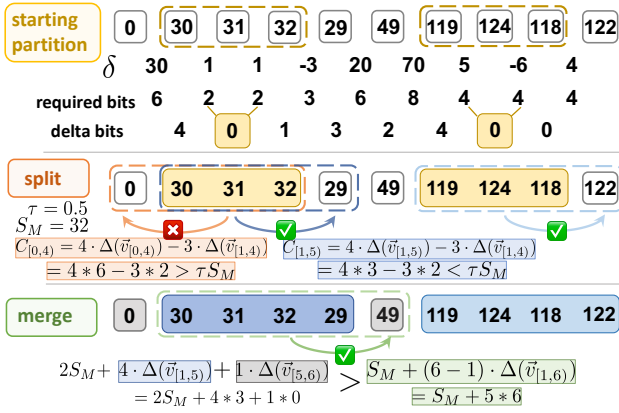 starting partition
0 30 31 32 29 49 119 124 118 122
δ 30 1 1 -3 20 70 5 -6 4
required bits 6 2 2 3 6 8 4 4 4
delta bits 4 0 1 3 2 4 0 0
split
0 30 31 32 29 49 119 124 118 122
τ = 0.5
S_M = 32
C_{[0,4)} = 4 · Δ(v⃗_{[0,4)}) − 3 · Δ(v⃗_{[1,4)})
= 4 ∗ 6 − 3 ∗ 2 > τS_M
C_{[1,5)} = 4 · Δ(v⃗_{[1,5)}) − 3 · Δ(v⃗_{[1,4)})
= 4 ∗ 3 − 3 ∗ 2 < τS_M
merge
0 30 31 32 29 49 119 124 118 122
2S_M + 4 · Δ(v⃗_{[1,5)}) + 1 · Δ(v⃗_{[5,6)}) > S_M + (6 − 1) · Δ(v⃗_{[1,6)})
= 2S_M + 4 ∗ 3 + 1 ∗ 0
= S_M + 5 ∗ 6